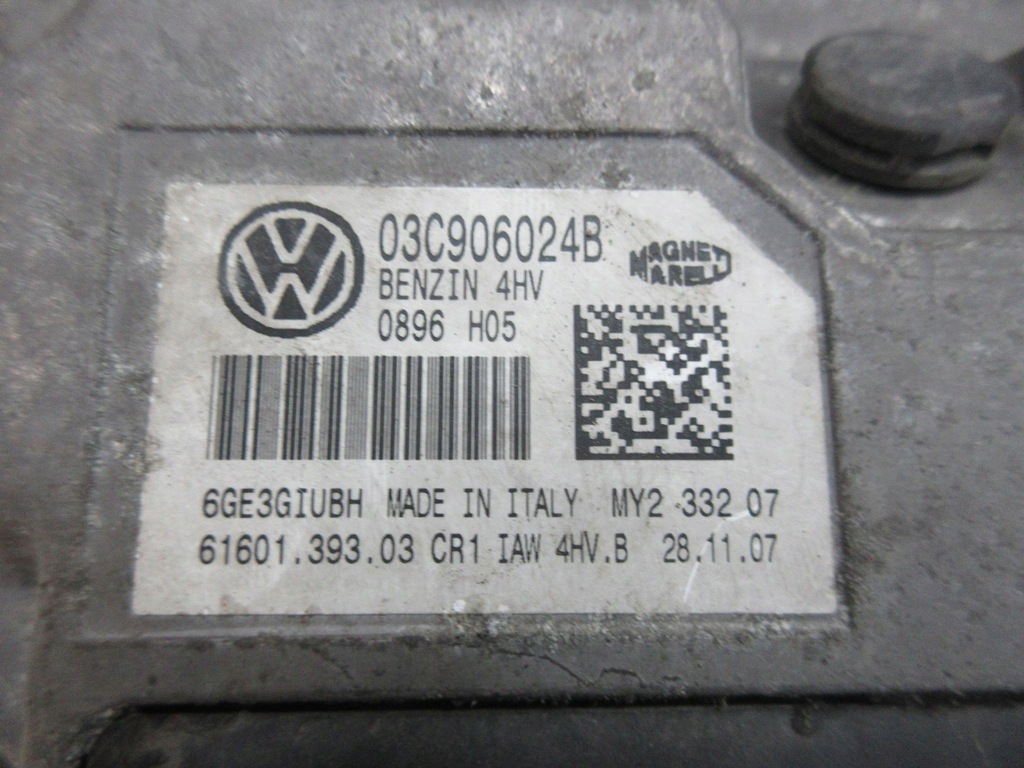 03C906024B
BENZIN 4HV
0896 H05
MAGNETI
MARELLI
6GE3GIUBH MADE IN ITALY MY2 332 07
61601.393.03 CR1 IAW 4HV.B 28.11.07